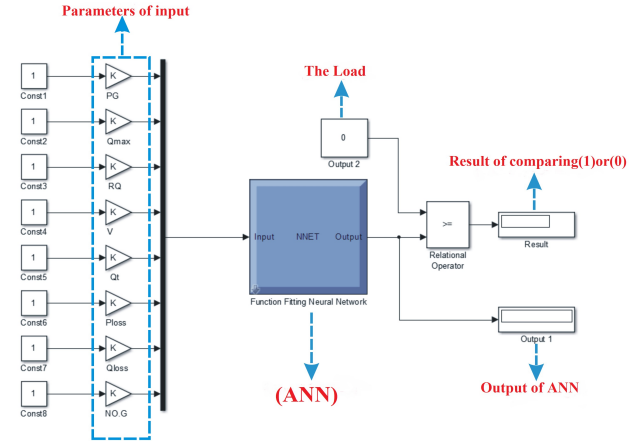 Parameters of input
1
Const1
K
PG
1
Const2
K
Qmax
1
Const3
K
RQ
1
Const4
K
V
1
Const5
K
Qt
1
Const6
K
Ploss
1
Const7
K
Qloss
1
Const8
K
NO.G
The Load
0
Output 2
Input NNET Output
Function Fitting Neural Network
(ANN)
>=
Relational
Operator
Result of comparing(1)or(0)
Result
Output 1
Output of ANN